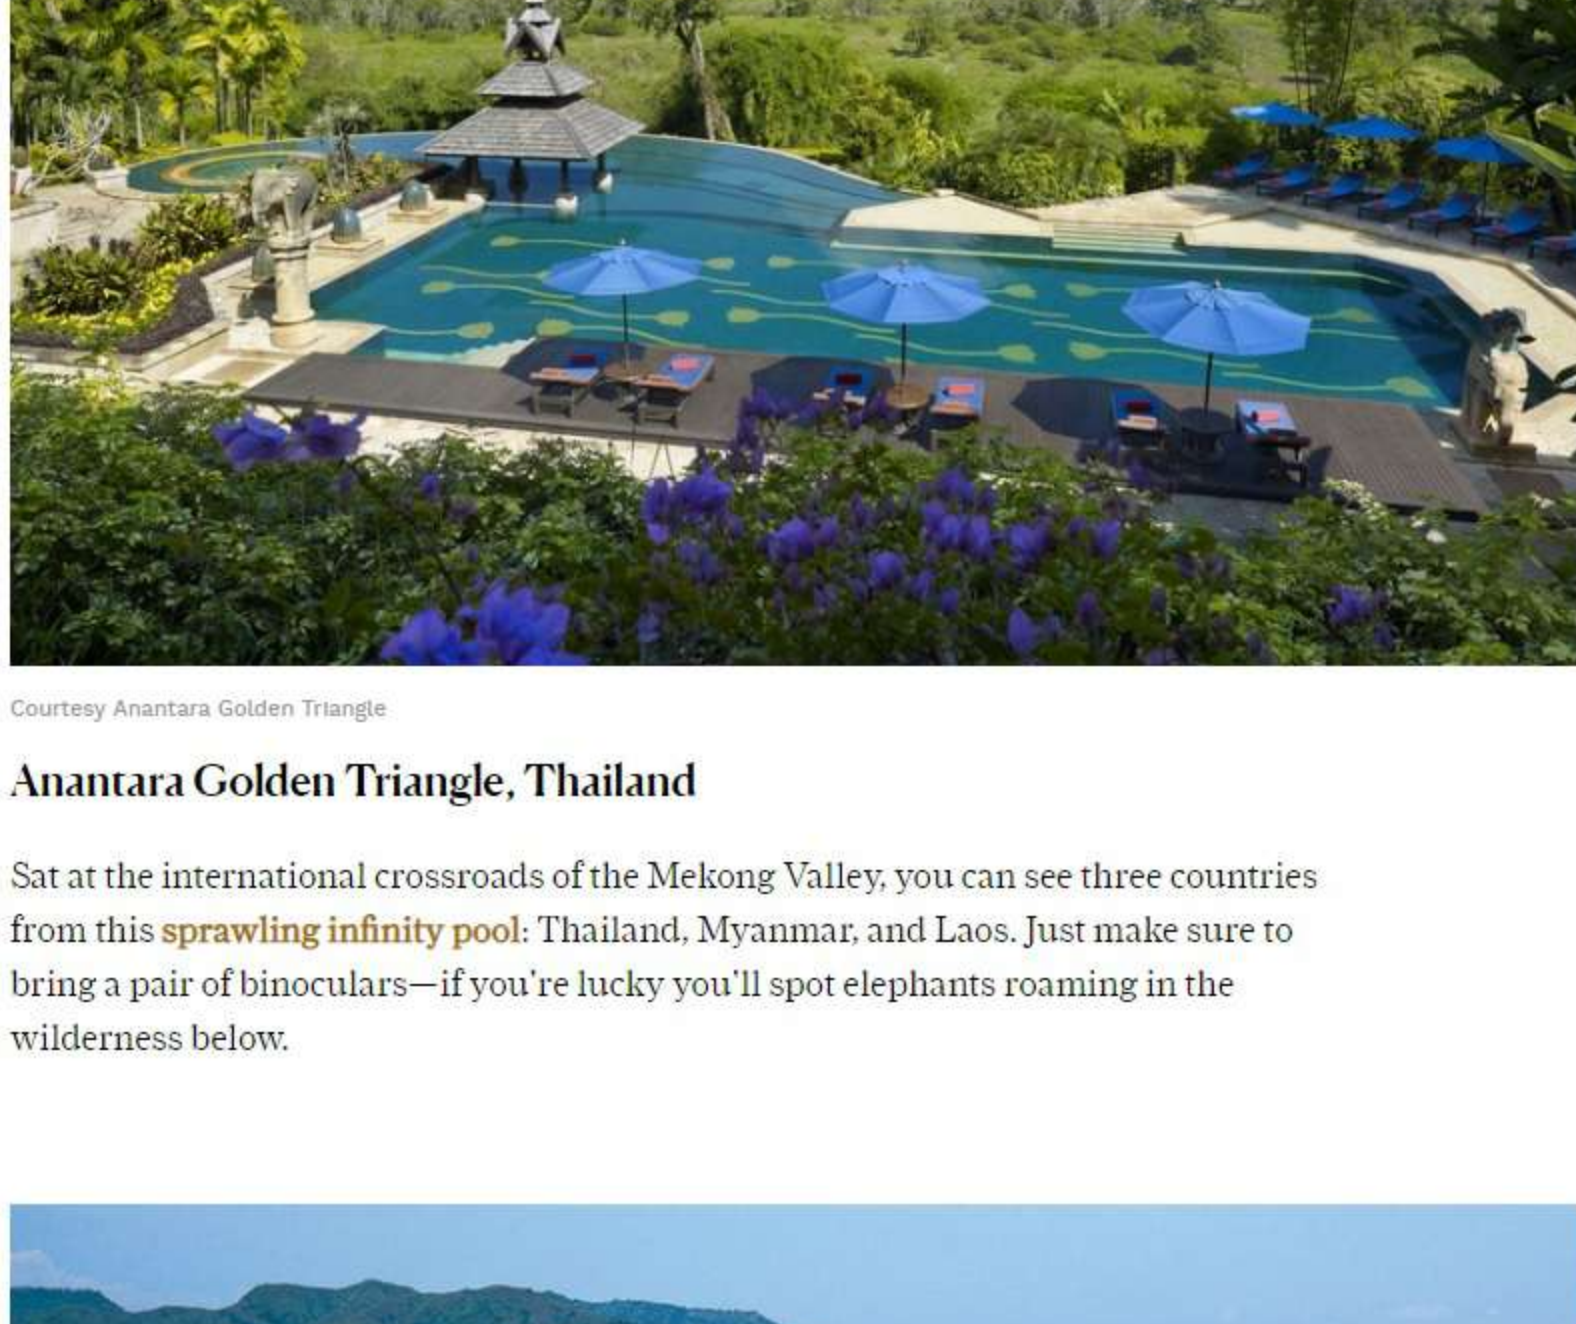 Courtesy Anantara Golden Triangle
Anantara Golden Triangle, Thailand
Sat at the international crossroads of the Mekong Valley, you can see three countries
from this sprawling infinity pool: Thailand, Myanmar, and Laos. Just make sure to
bring a pair of binoculars—if you're lucky you'll spot elephants roaming in the
wilderness below.